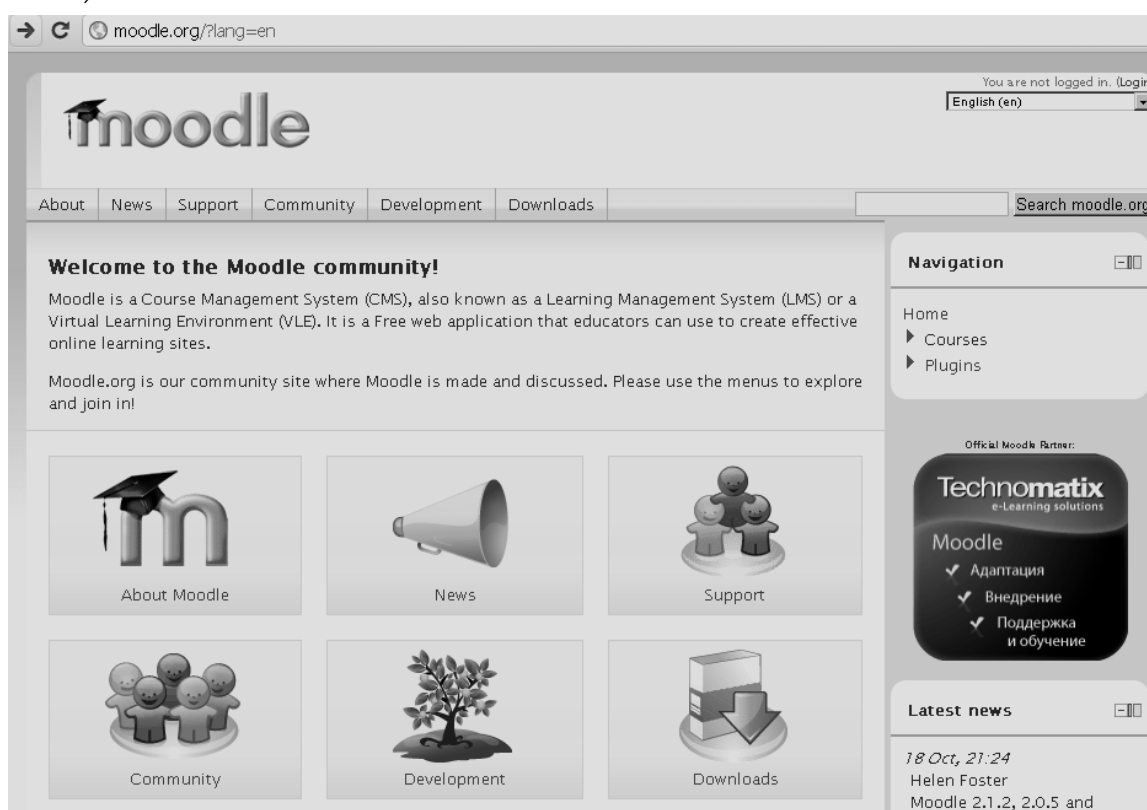 moodle.org/?lang=en
You are not logged in. (Login
English (en)
moodle
About News Support Community Development Downloads
Search moodle.org
Welcome to the Moodle community!
Moodle is a Course Management System (CMS), also known as a Learning Management System (LMS) or a
Virtual Learning Environment (VLE). It is a Free web application that educators can use to create effective
online learning sites.
Moodle.org is our community site where Moodle is made and discussed. Please use the menus to explore
and join in!
m
About Moodle
News
Support
Community
Development
Downloads
Navigation
Home
Courses
Plugins
Official Moodle Partner:
Technomatix
e-Learning solutions
Moodle
Адаптация
Внедрение
Поддержка
и обучение
Latest news
18 Oct, 21:24
Helen Foster
Moodle 2.1.2, 2.0.5 and